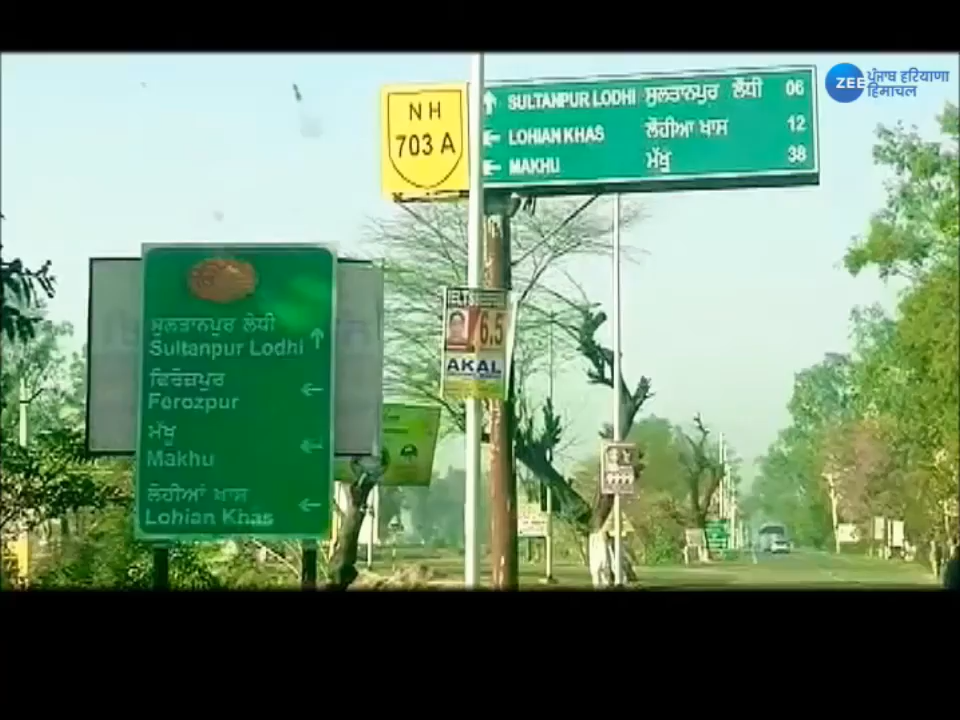 ZEE ਪੰਜਾਬ ਹਰਿਆਣਾ
ਹਿਮਾਚਲ
NH
703 A
SULTANPUR LODHI ਸੁਲਤਾਨਪੁਰ ਲੋਧੀ 06
LOHIAN KHAS ਲੋਹੀਆ ਖਾਸ 12
MAKHU ਮੱਖੂ 38
ਸੁਲਤਾਨਪੁਰ ਲੋਧੀ
Sultanpur Lodhi
ਫਿਰੋਜ਼ਪੁਰ
Ferozpur
ਮੱਖੂ
Makhu
ਲੋਹੀਆਂ ਖਾਸ
Lohian Khas
IELTS
6.5
AKAL